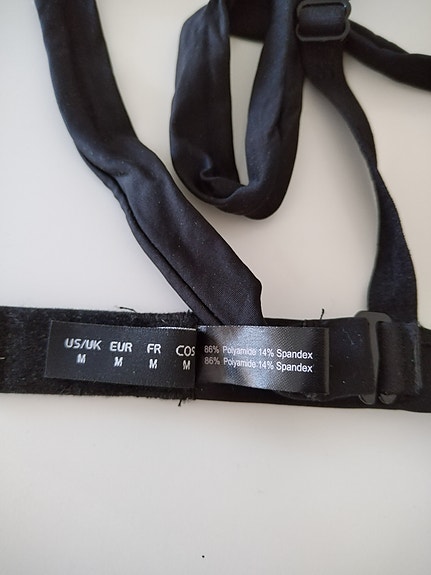 US/UK EUR FR COS
M M M M
86% Polyamide 14% Spandex
86% Polyamide 14% Spandex